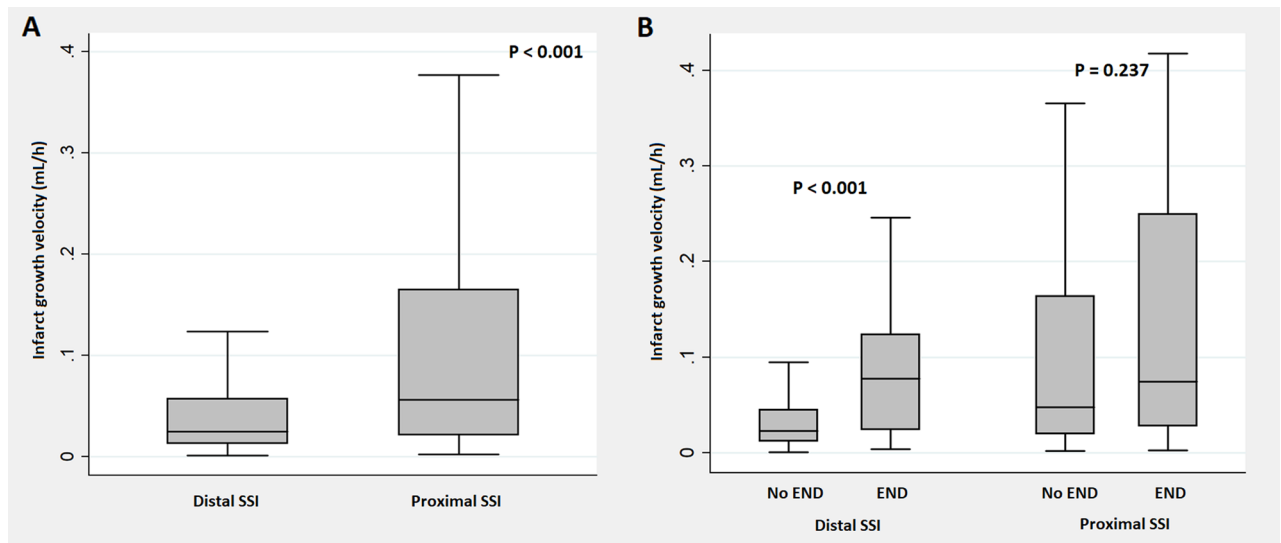 A
P < 0.001
Infarct growth velocity (mL/h)
.4
.3
.2
.1
0
Distal SSI Proximal SSI
B
P = 0.237
P < 0.001
Infarct growth velocity (mL/h)
.4
.3
.2
.1
0
No END END No END END
Distal SSI Proximal SSI